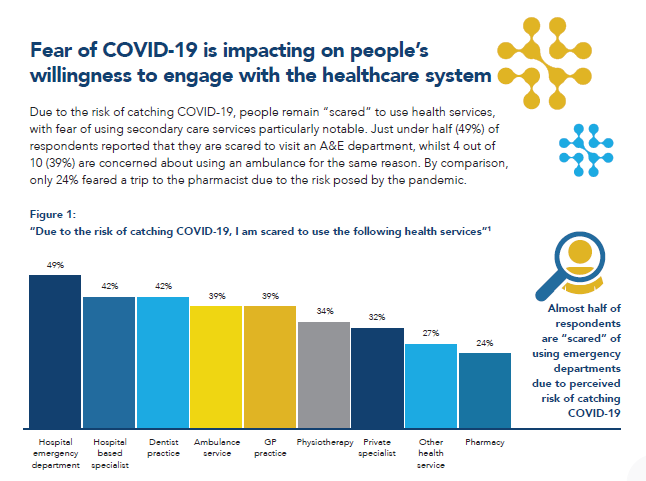 Fear of COVID-19 is impacting on people's
willingness to engage with the healthcare system
Due to the risk of catching COVID-19, people remain “scared” to use health services,
with fear of using secondary care services particularly notable. Just under half (49%) of
respondents reported that they are scared to visit an A&E department, whilst 4 out of
10 (39%) are concerned about using an ambulance for the same reason. By comparison,
only 24% feared a trip to the pharmacist due to the risk posed by the pandemic.
Figure 1:
“Due to the risk of catching COVID-19, I am scared to use the following health services”1
49%
42%
42%
39%
39%
34%
32%
27%
24%
Hospital
emergency
department
Hospital
based
specialist
Dentist
practice
Ambulance
service
GP
practice
Physiotherapy
Private
specialist
Other
health
service
Pharmacy
Almost half of
respondents
are “scared” of
using emergency
departments
due to perceived
risk of catching
COVID-19